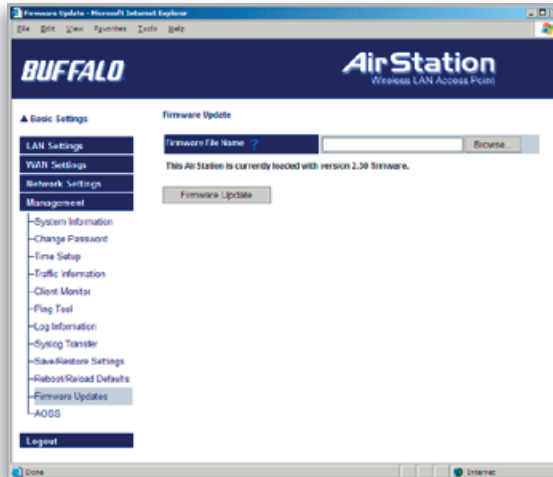 Firmware Update - Microsoft Internet Explorer
File Edit View Favorites Tools Help
BUFFALO
AirStation
Wireless LAN Access Point
Basic Settings
LAN Settings
WAN Settings
Network Settings
Management
System Information
Change Password
Time Setup
Traffic Information
Client Monitor
Ping Tool
Log Information
Syslog Transfer
Save/Restore Settings
Reboot/Reload Defaults
Firmware Updates
AOSS
Logout
Firmware Update
Firmware File Name ?
Browse...
This AirStation is currently loaded with version 2.30 firmware.
Firmware Update
Done
Internet